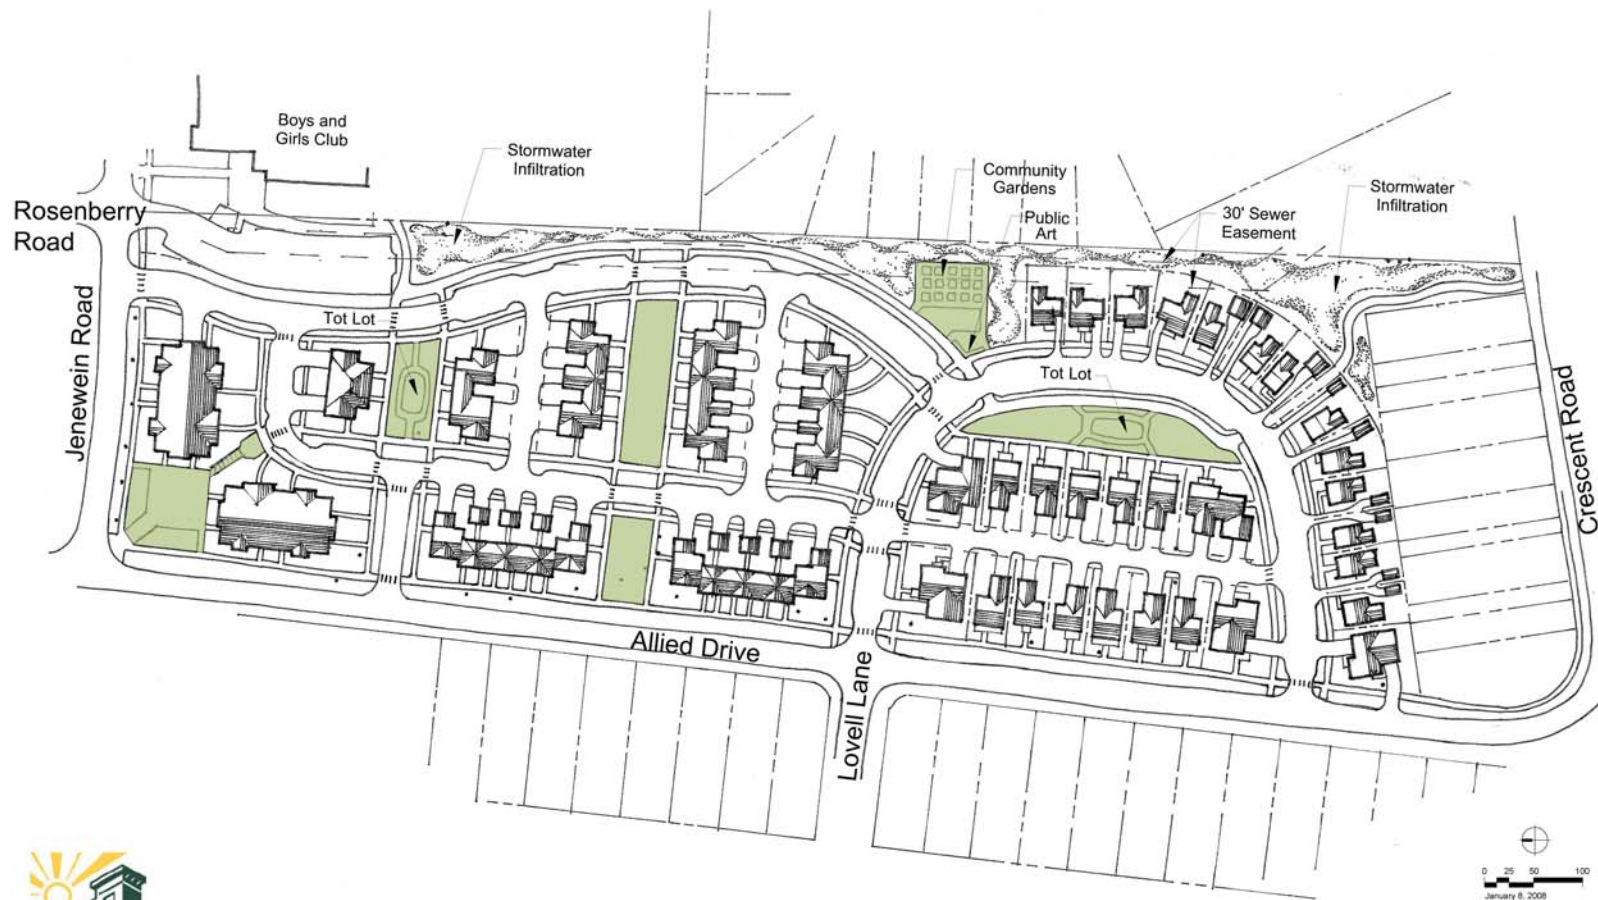 Boys and
Girls Club
Stormwater
Infiltration
Community
Gardens
Public
Art
30' Sewer
Easement
Stormwater
Infiltration
Rosenberry
Road
Tot Lot
Tot Lot
Jenewein Road
Crescent Road
Allied Drive
Lovell Lane
0 25 50 100
January 8, 2008